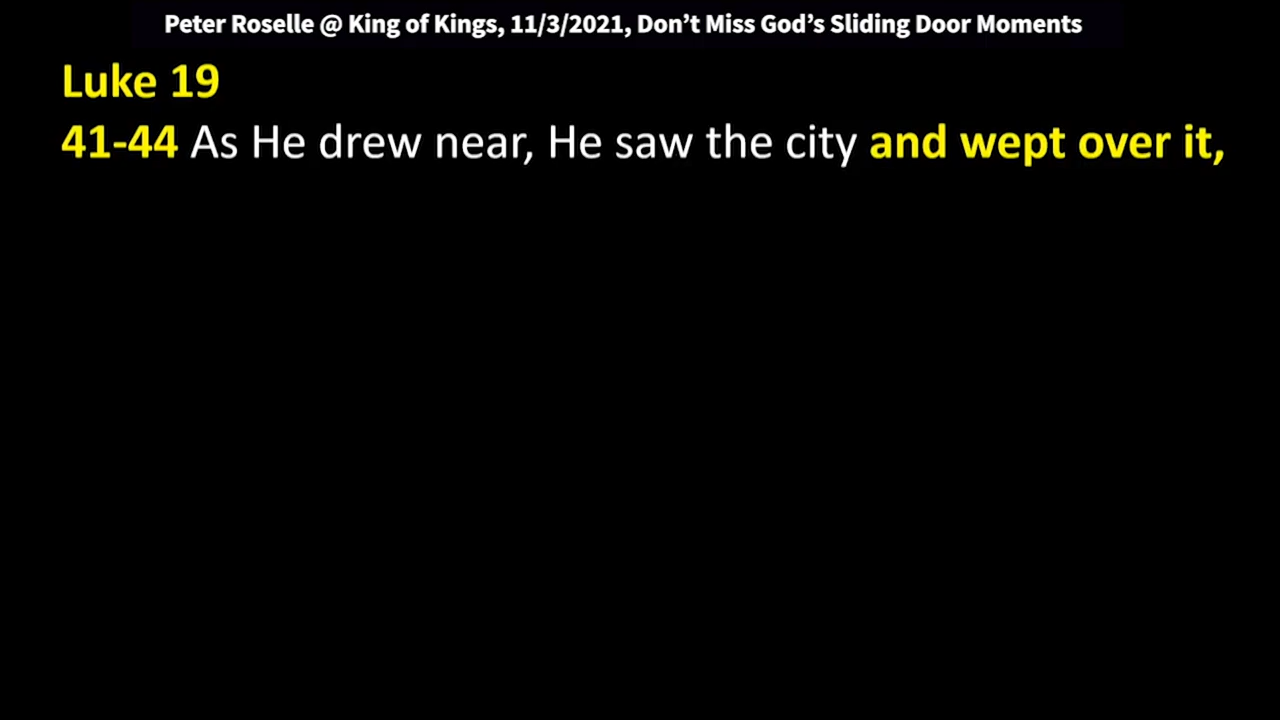 Peter Roselle @ King of Kings, 11/3/2021, Don’t Miss God’s Sliding Door Moments
Luke 19
41-44 As He drew near, He saw the city and wept over it,